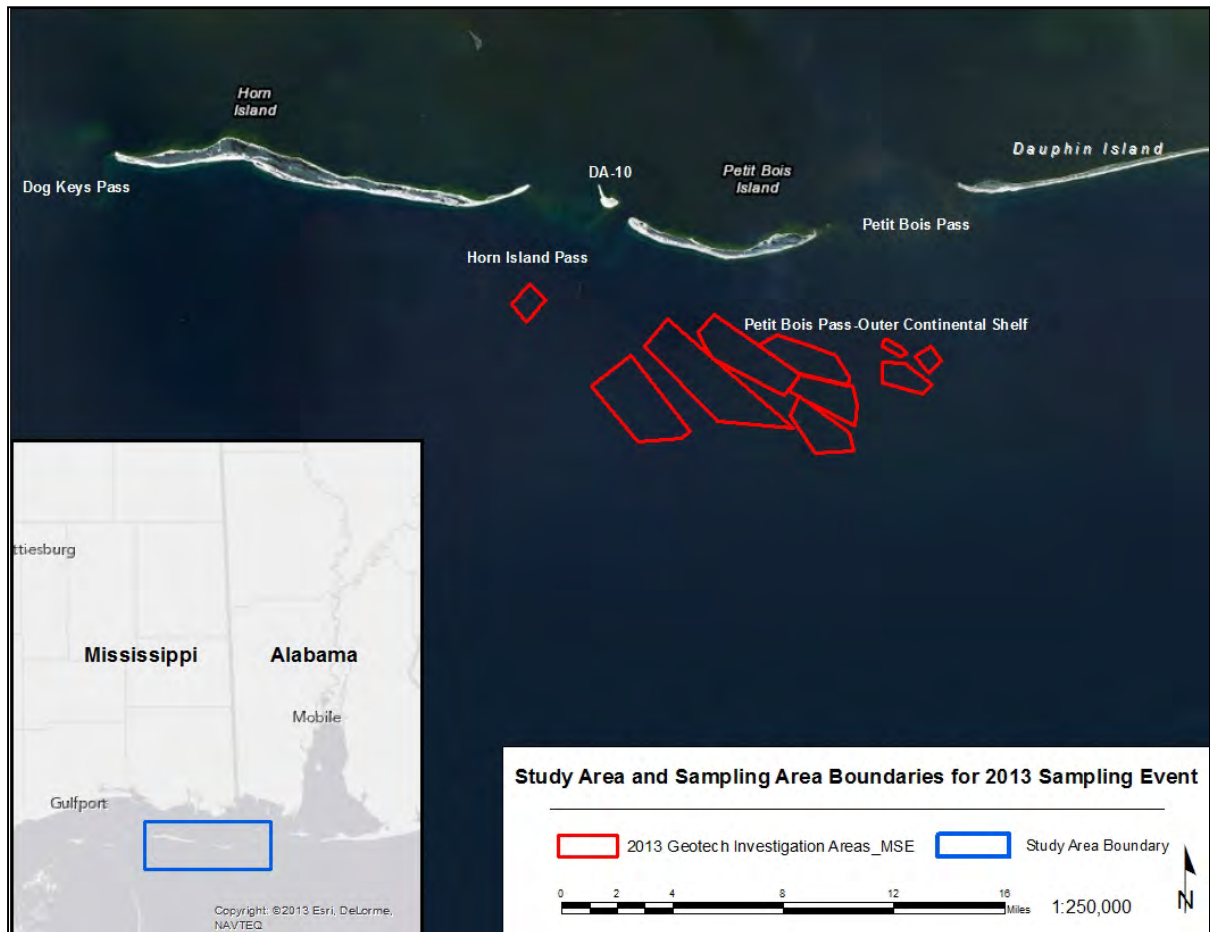 Horn
Island
Dauphin Island
Dog Keys Pass
DA-10
Petit Bois
Island
Petit Bois Pass
Horn Island Pass
Petit Bois Pass-Outer Continental Shelf
ttiesburg
Mississippi
Alabama
Mobile
Gulfport
Copyright: ©2013 Esri, DeLorme,
NAVTEQ
Study Area and Sampling Area Boundaries for 2013 Sampling Event
2013 Geotech Investigation Areas_MSE
Study Area Boundary
0 2 4 8 12 16
Miles
1:250,000
N